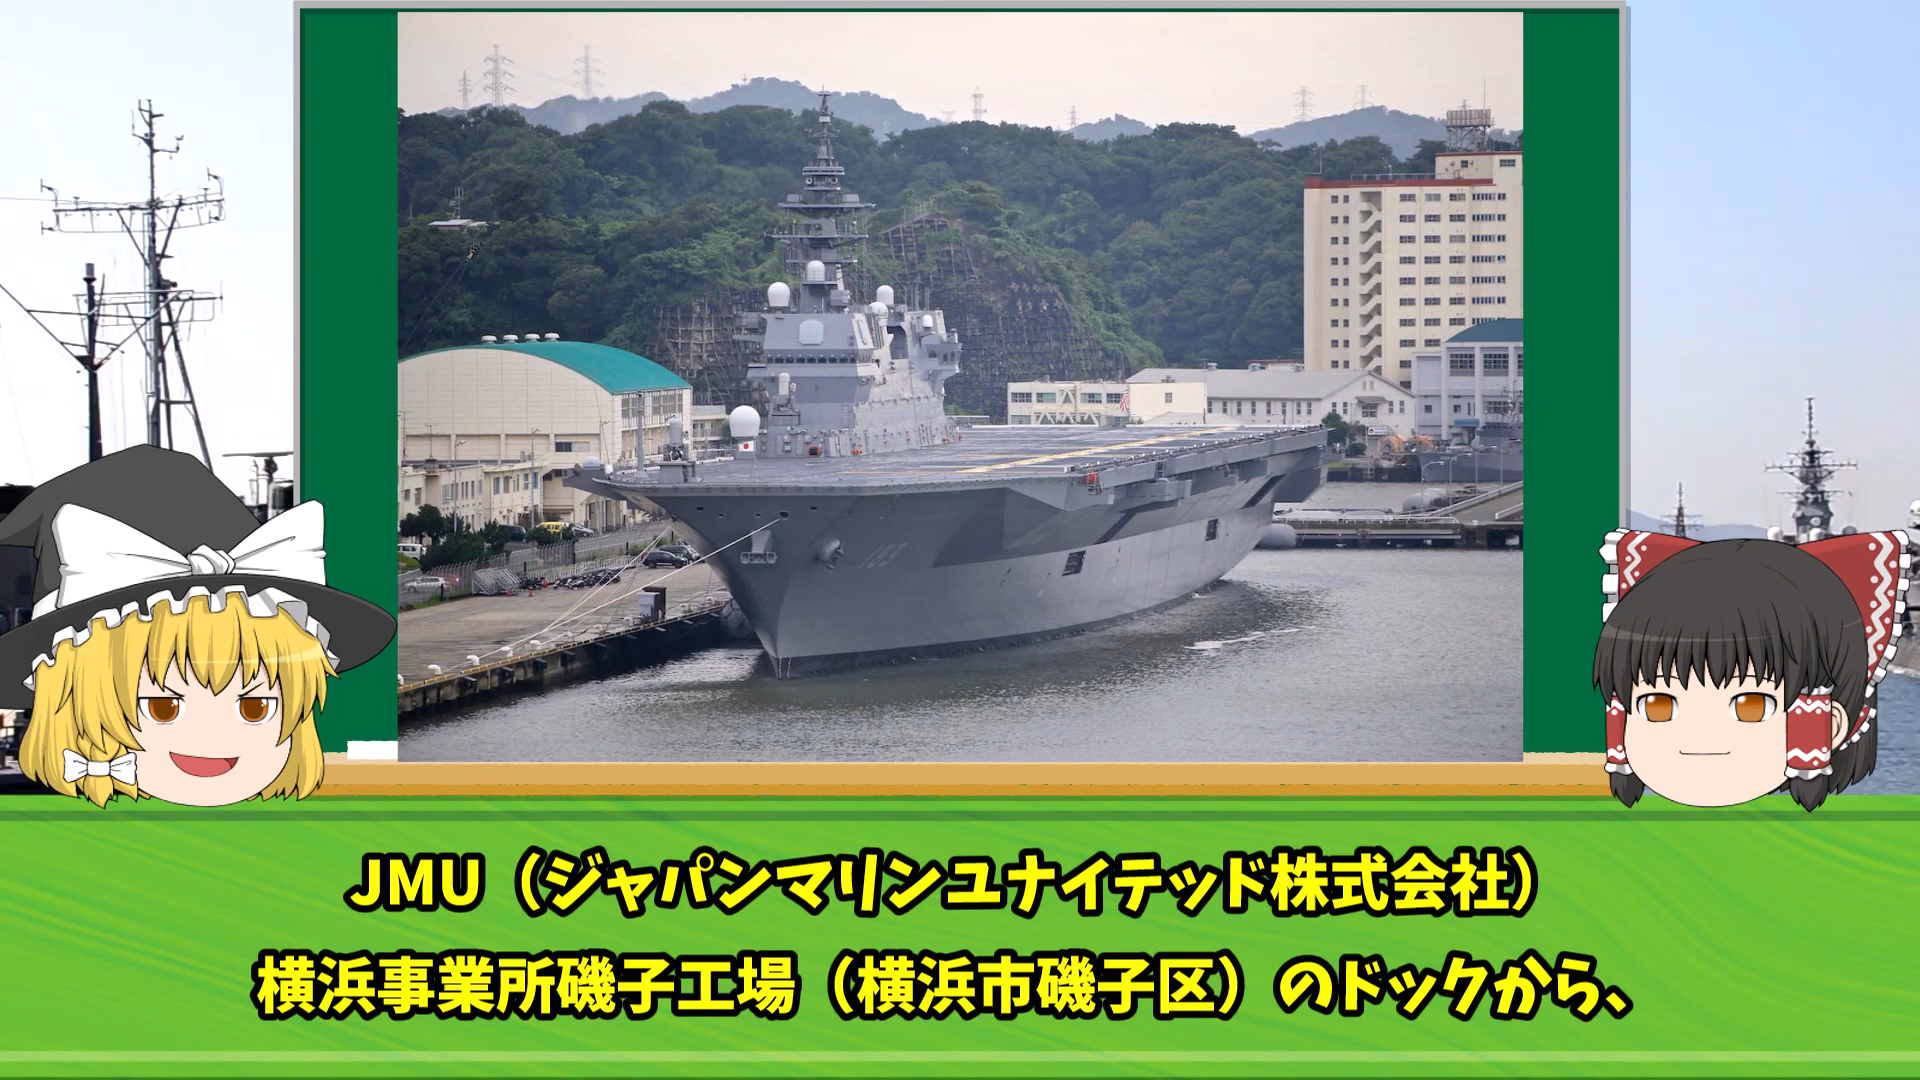 JMU（ジャパンマリンユナイテッド株式会社）
横浜事業所磯子工場（横浜市磯子区）のドックから、